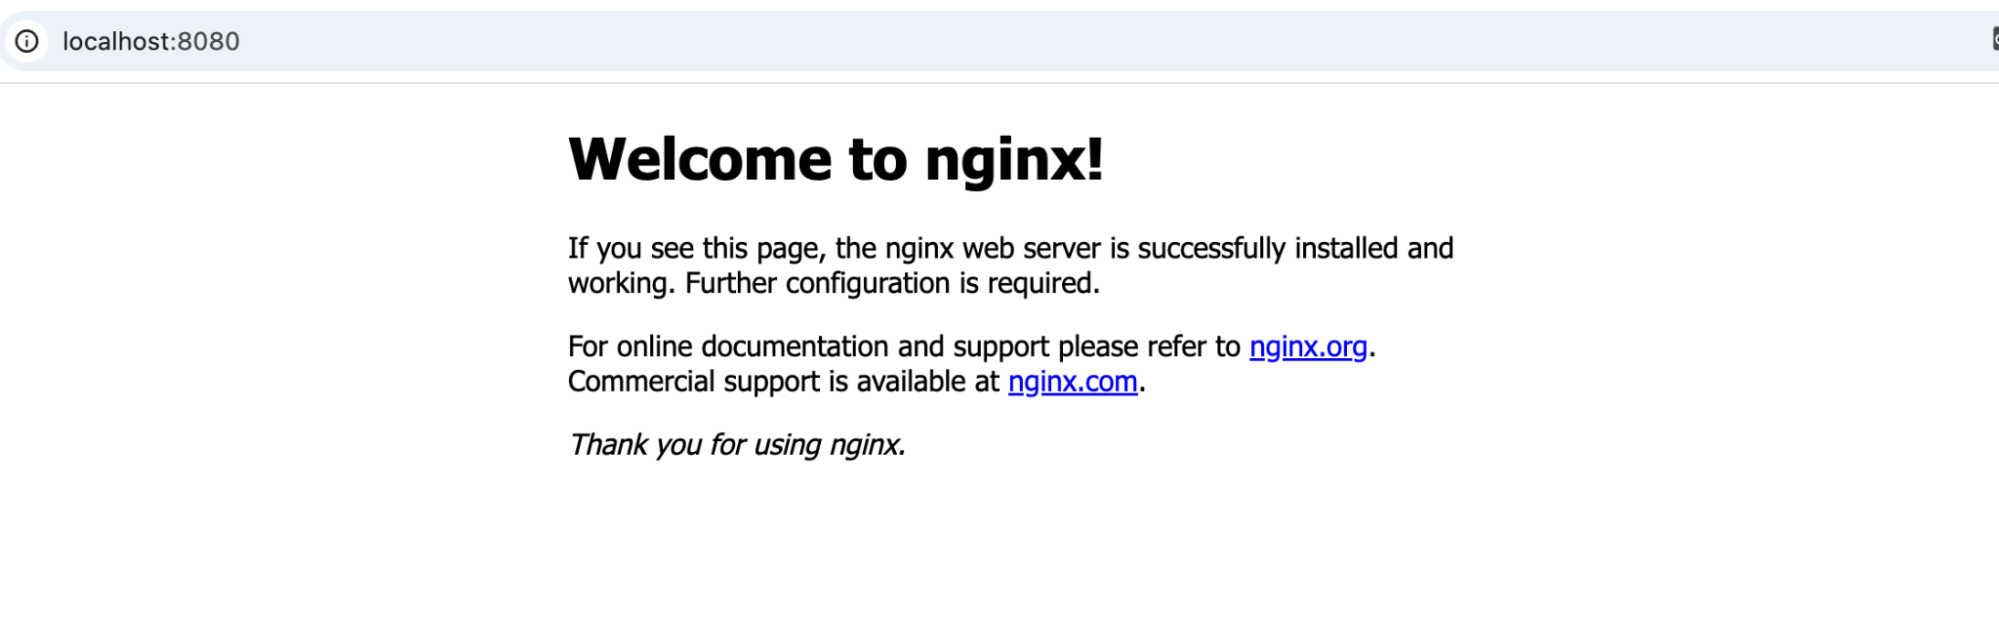 localhost:8080
Welcome to nginx!
If you see this page, the nginx web server is successfully installed and
working. Further configuration is required.
For online documentation and support please refer to nginx.org.
Commercial support is available at nginx.com.
Thank you for using nginx.